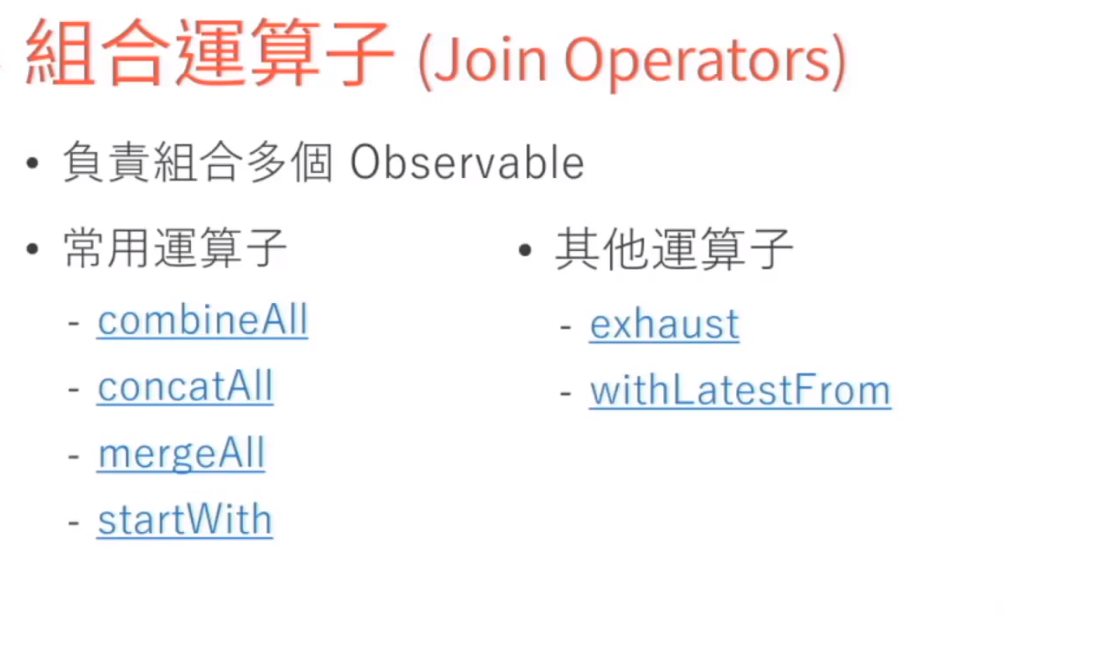 組合運算子 (Join Operators)
• 負責組合多個 Observable
• 常用運算子
- combineAll
- concatAll
- mergeAll
- startWith
• 其他運算子
- exhaust
- withLatestFrom